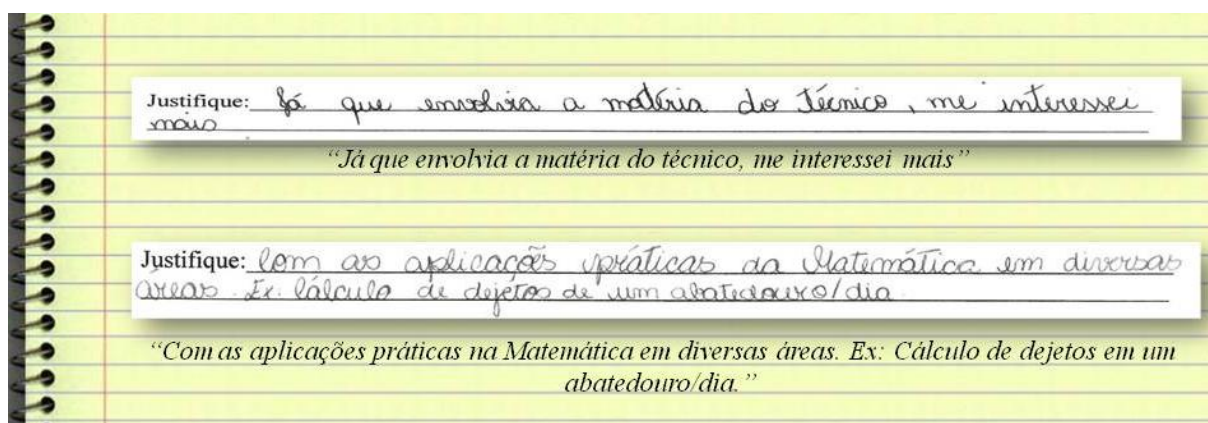 Justifique: Já que envolvia a matéria do Técnico, me interessei
mais
“Já que envolvia a matéria do técnico, me interessei mais”
Justifique: Com as aplicações práticas da Matemática em diversas
áreas. Ex. Cálculo de dejetos de um abatedouro/dia
“Com as aplicações práticas na Matemática em diversas áreas. Ex: Cálculo de dejetos em um
abatedouro/dia.”